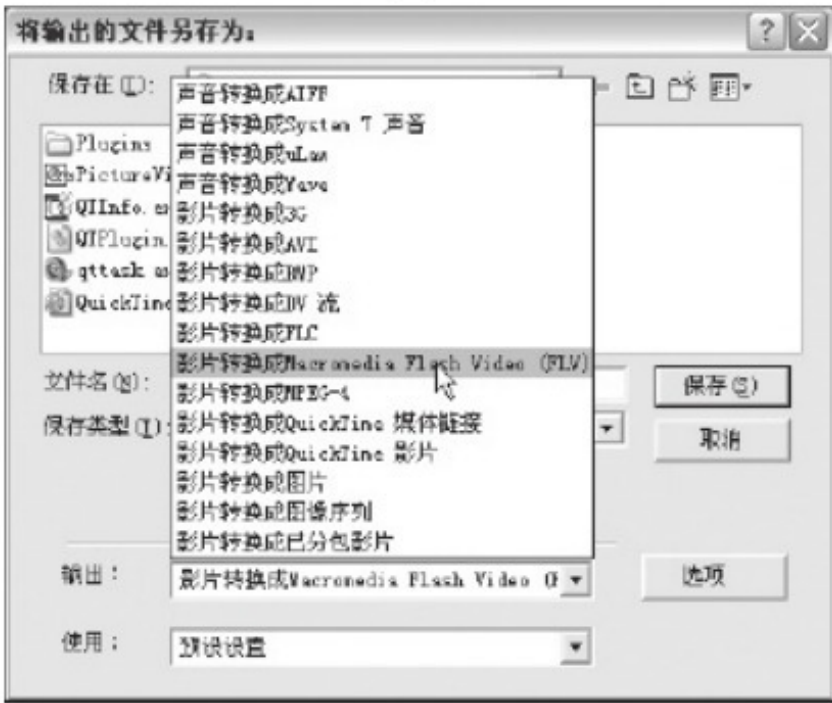 将输出的文件另存为:
保存在(I):
声音转换成AIFF
声音转换成System 7 声音
声音转换成uLaw
声音转换成Wave
影片转换成3G
影片转换成AVI
影片转换成BMP
影片转换成DV 流
影片转换成FLC
影片转换成Macromedia Flash Video (FLV)
影片转换成MPEG-4
影片转换成QuickTime 媒体链接
影片转换成QuickTime 影片
影片转换成图片
影片转换成图像序列
影片转换成已分包影片
Plugins
PictureVi
QTInfo.ex
QTPlugin.
qttask.ex
QuickTime
文件名(N):
保存(S)
保存类型(T):
取消
输出:
影片转换成Macromedia Flash Video (F
选项
使用:
预设设置